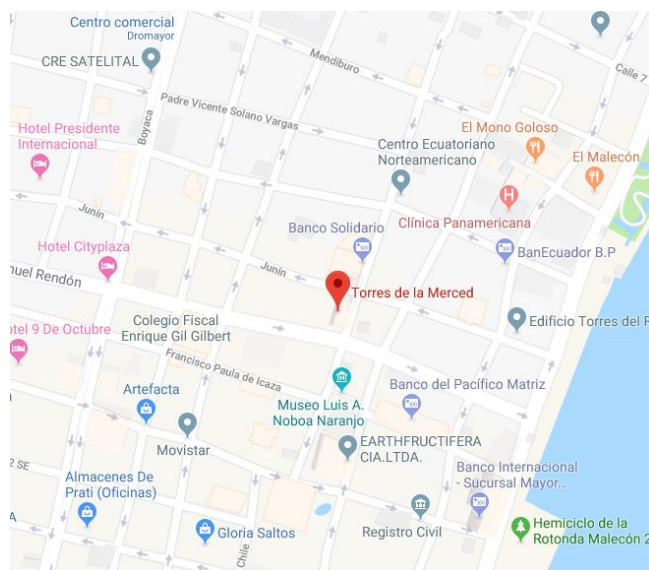 Centro comercial
Dromayor
CRE SATELITAL
Mendiburo
Calle 7
Padre Vicente Solano Vargas
Boyaca
El Mono Goloso
Hotel Presidente
Internacional
Centro Ecuatoriano
Norteamericano
El Malecón
Clínica Panamericana
Junín
Banco Solidario
Hotel Cityplaza
BanEcuador B.P
Junín
nuel Rendón
Torres de la Merced
Colegio Fiscal
Enrique Gil Gilbert
Edificio Torres del R
otel 9 De Octubre
Francisco Paula de Icaza
Artefacta
Banco del Pacífico Matriz
Museo Luis A.
Noboa Naranjo
Movistar
EARTHFRUCTIFERA
CIA.LTDA.
2 SE
Almacenes De
Prati (Oficinas)
Banco Internacional
- Sucursal Mayor...
A
Gloria Saltos
Registro Civil
Hemiciclo de la
Rotonda Malecón 2
Chile